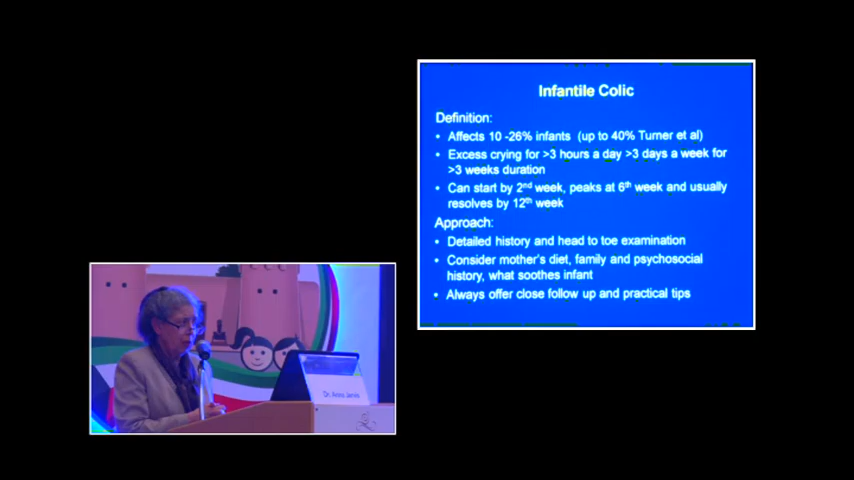 Infantile Colic
Definition:
• Affects 10 -26% infants (up to 40% Turner et al)
• Excess crying for >3 hours a day >3 days a week for
>3 weeks duration
• Can start by 2nd week, peaks at 6th week and usually
resolves by 12th week
Approach:
• Detailed history and head to toe examination
• Consider mother's diet, family and psychosocial
history, what soothes infant
• Always offer close follow up and practical tips
Dr.